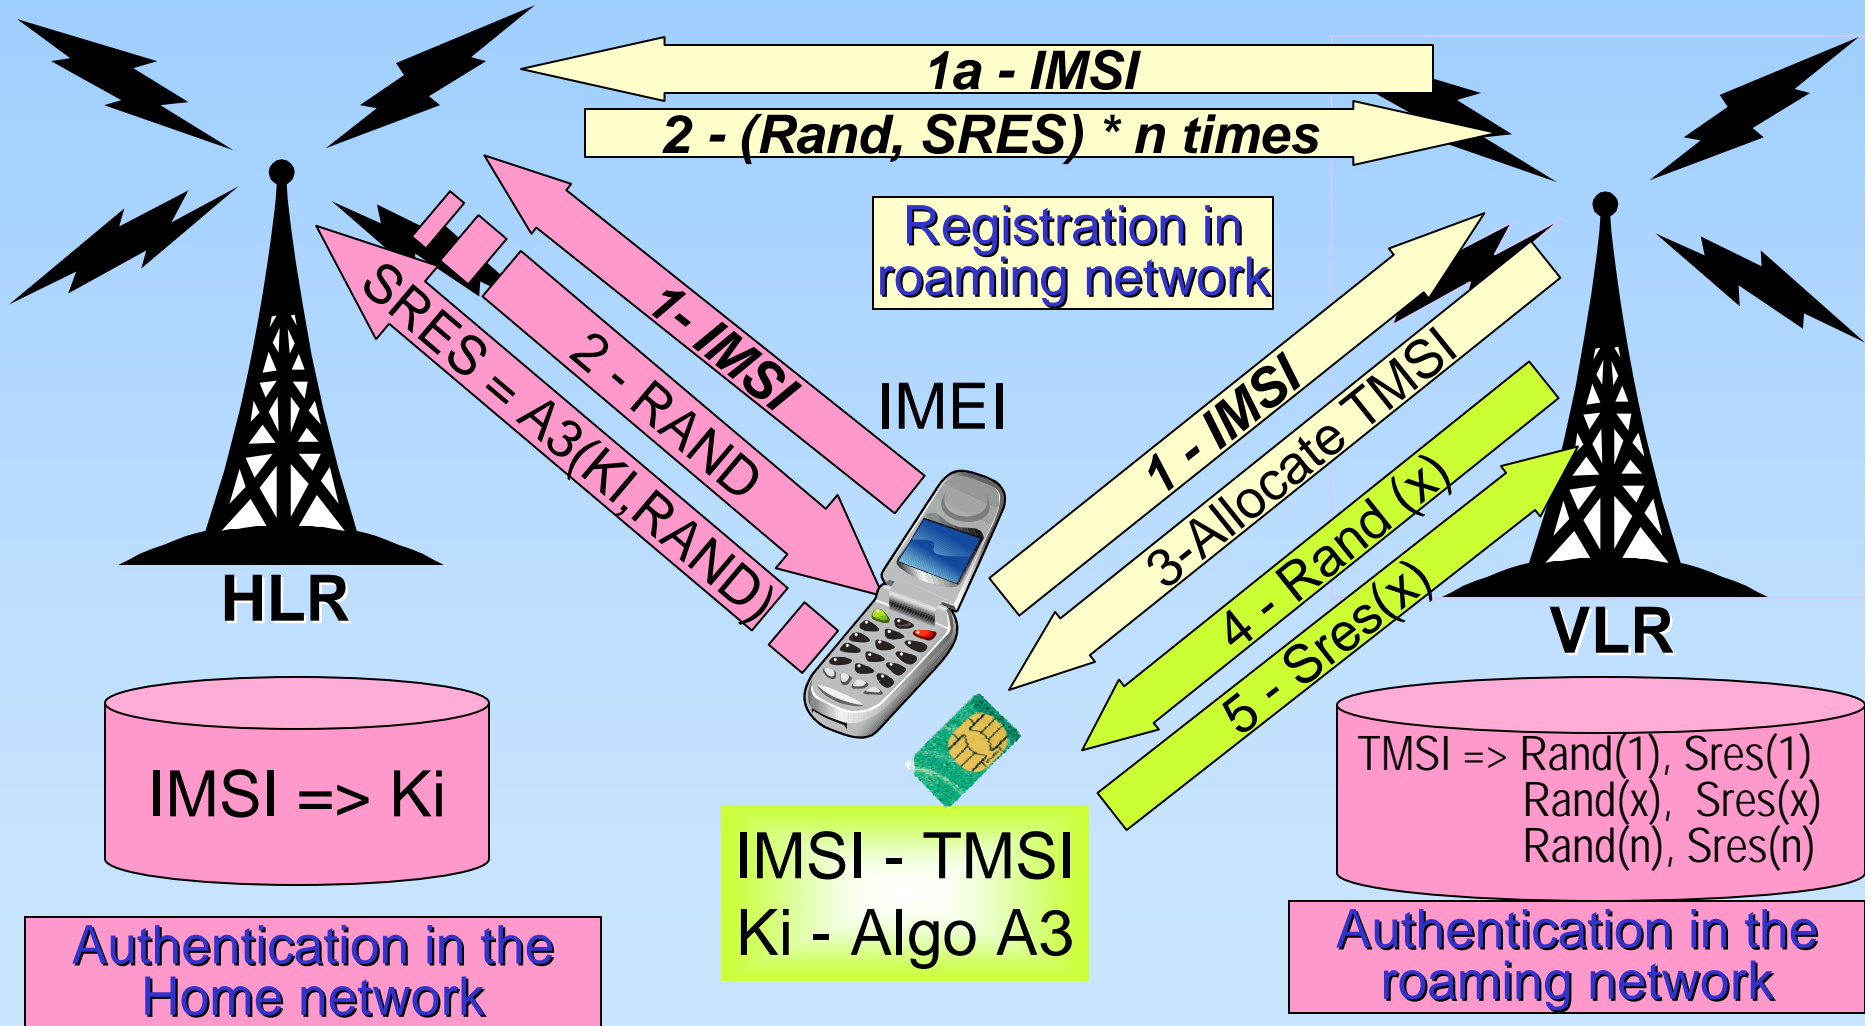 1a - IMSI
2 - (Rand, SRES) * n times
Registration in
roaming network
1- IMSI
2 - RAND
SRES = A3(KI,RAND)
IMEI
1 - IMSI
3-Allocate TMSI
4 - Rand (x)
5 - Sres(x)
HLR
VLR
IMSI => Ki
IMSI - TMSI
Ki - Algo A3
TMSI => Rand(1), Sres(1)
Rand(x), Sres(x)
Rand(n), Sres(n)
Authentication in the
Home network
Authentication in the
roaming network